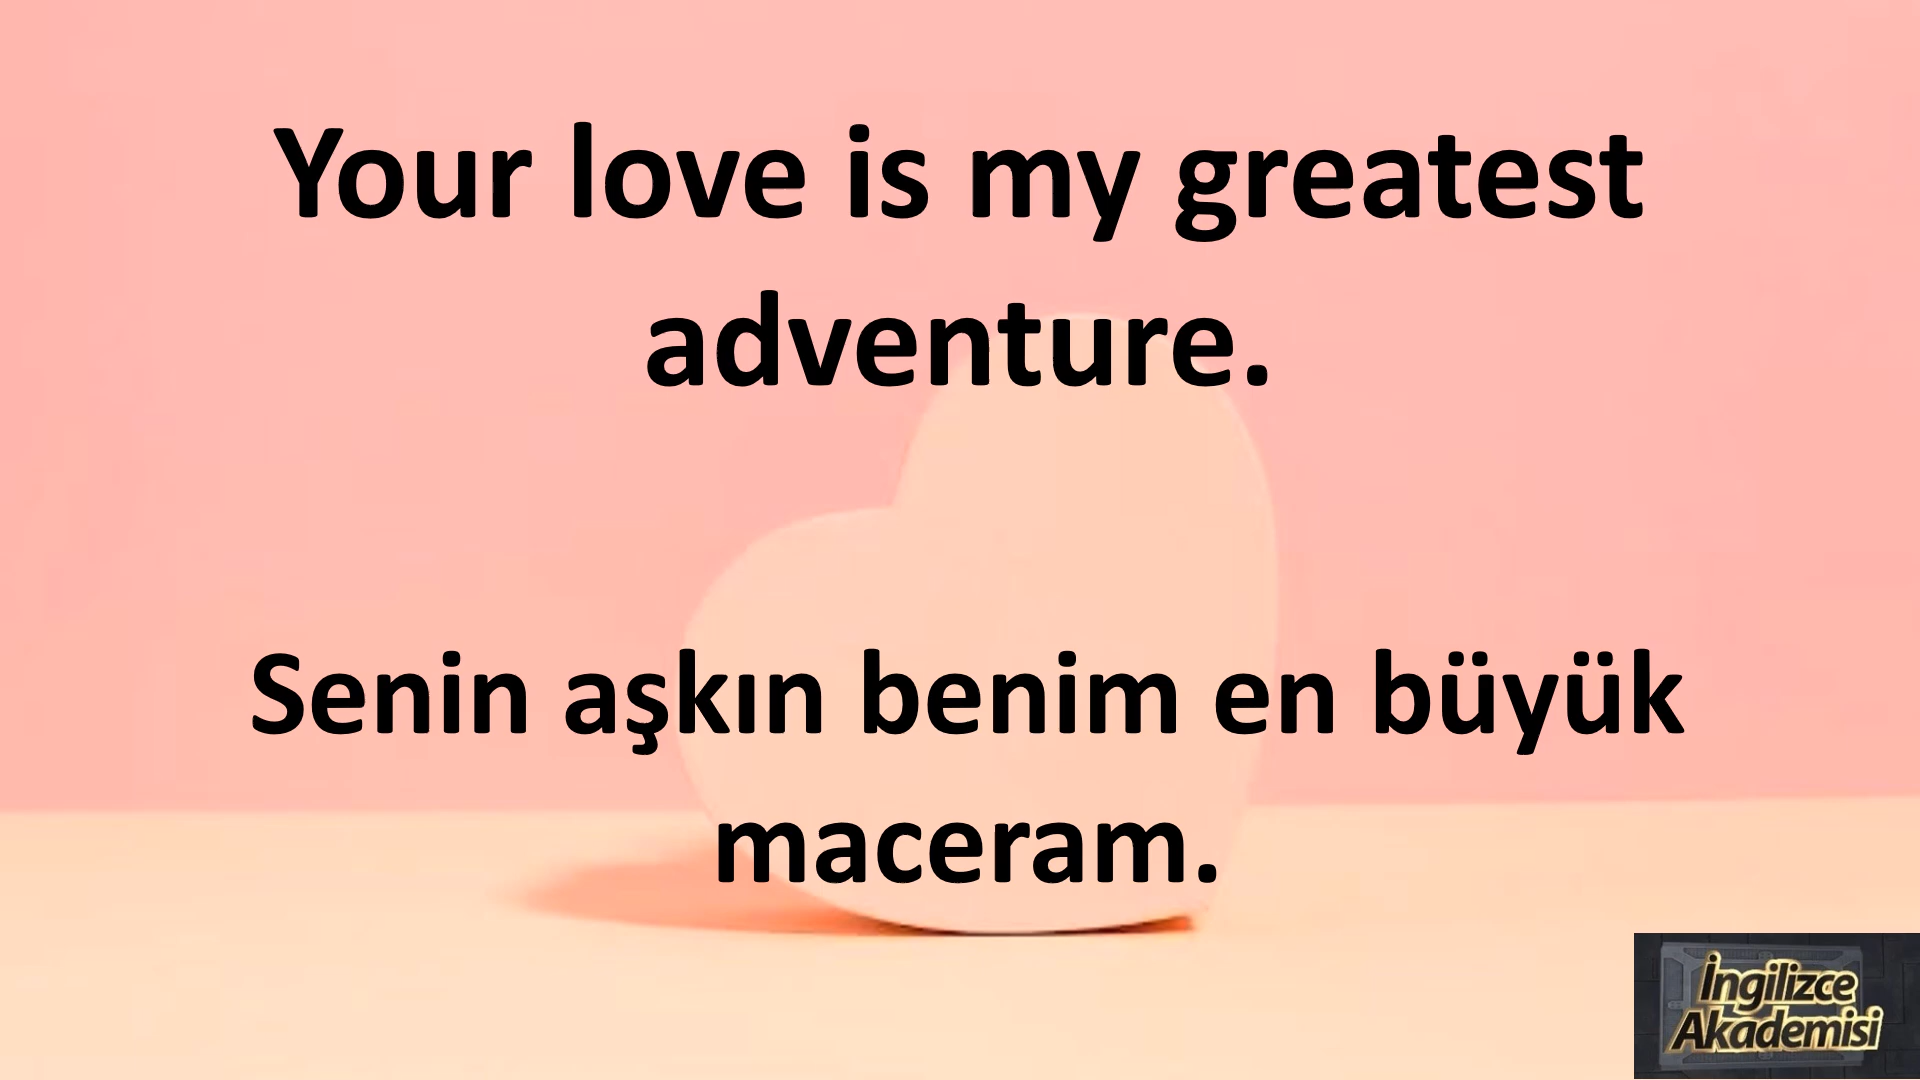 Your love is my greatest
adventure.
Senin aşkın benim en büyük
maceram.
İngilizce
Akademisi